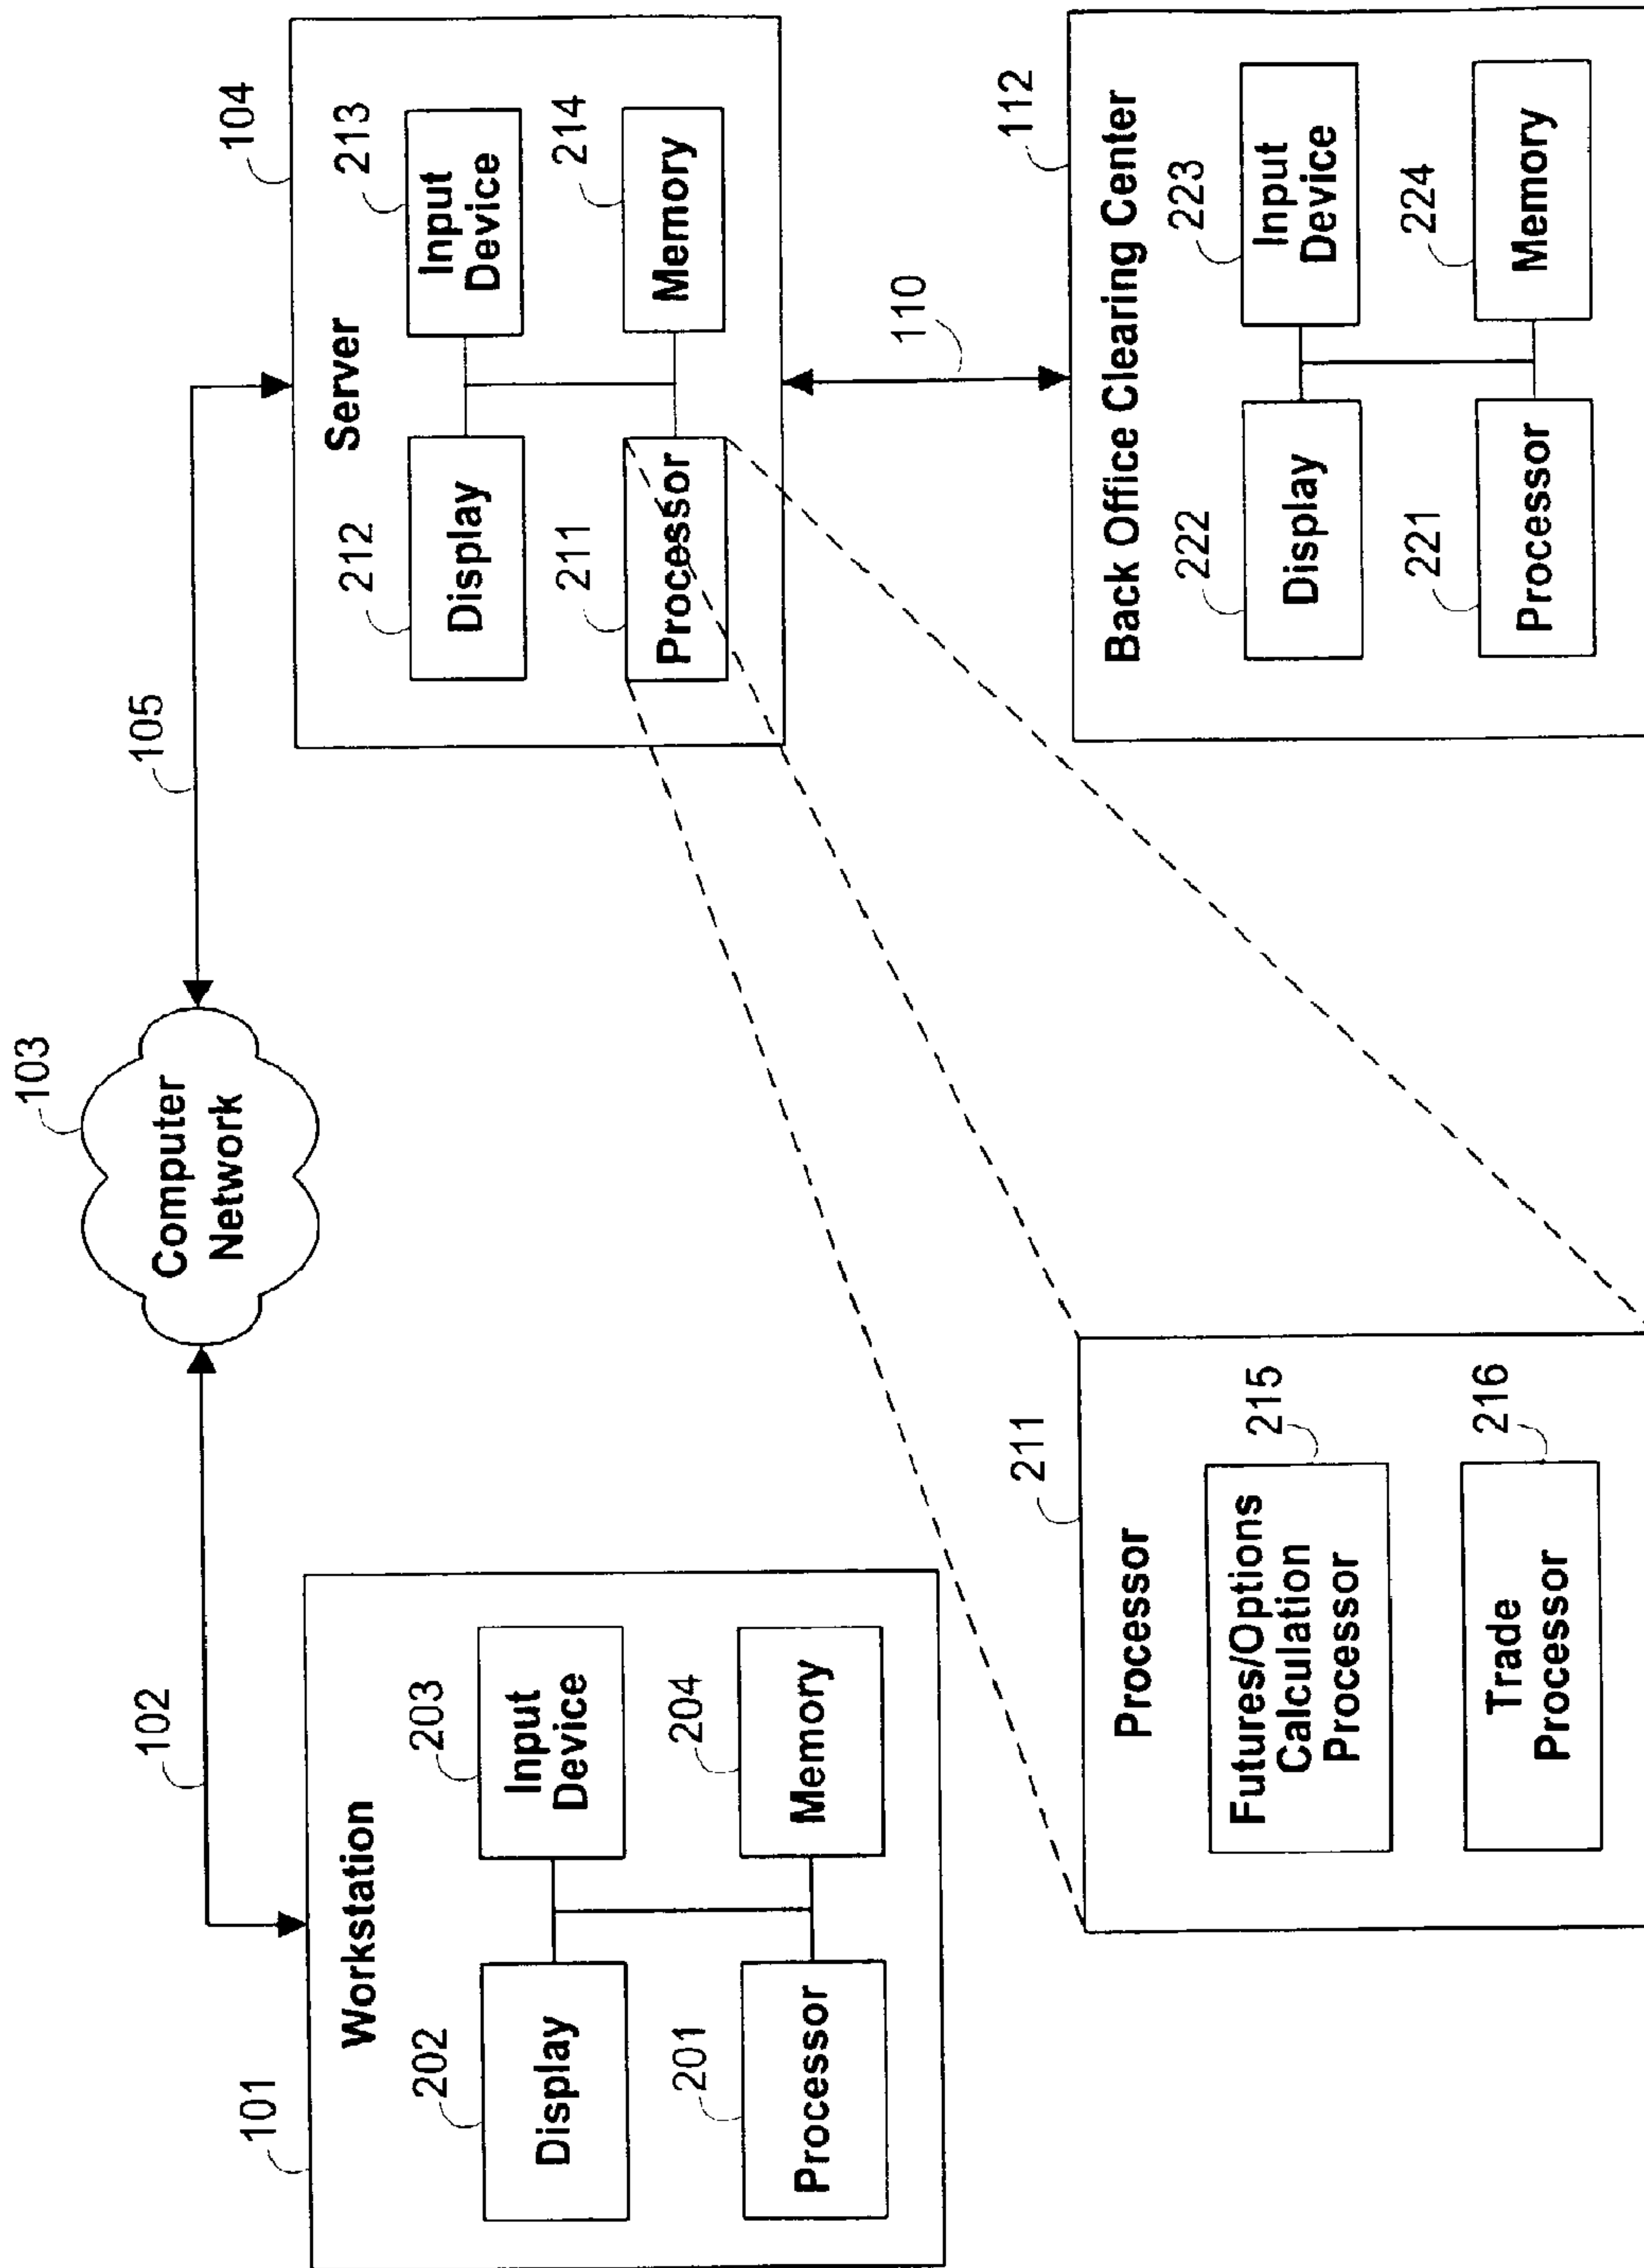 103
Computer
Network
102
105
101
Workstation
202
Display
203
Input
Device
201
Processor
204
Memory
104
Server
212
Display
213
Input
Device
211
Processor
214
Memory
110
211
Processor
215
Futures/Options
Calculation
Processor
216
Trade
Processor
112
Back Office Clearing Center
222
Display
223
Input
Device
221
Processor
224
Memory